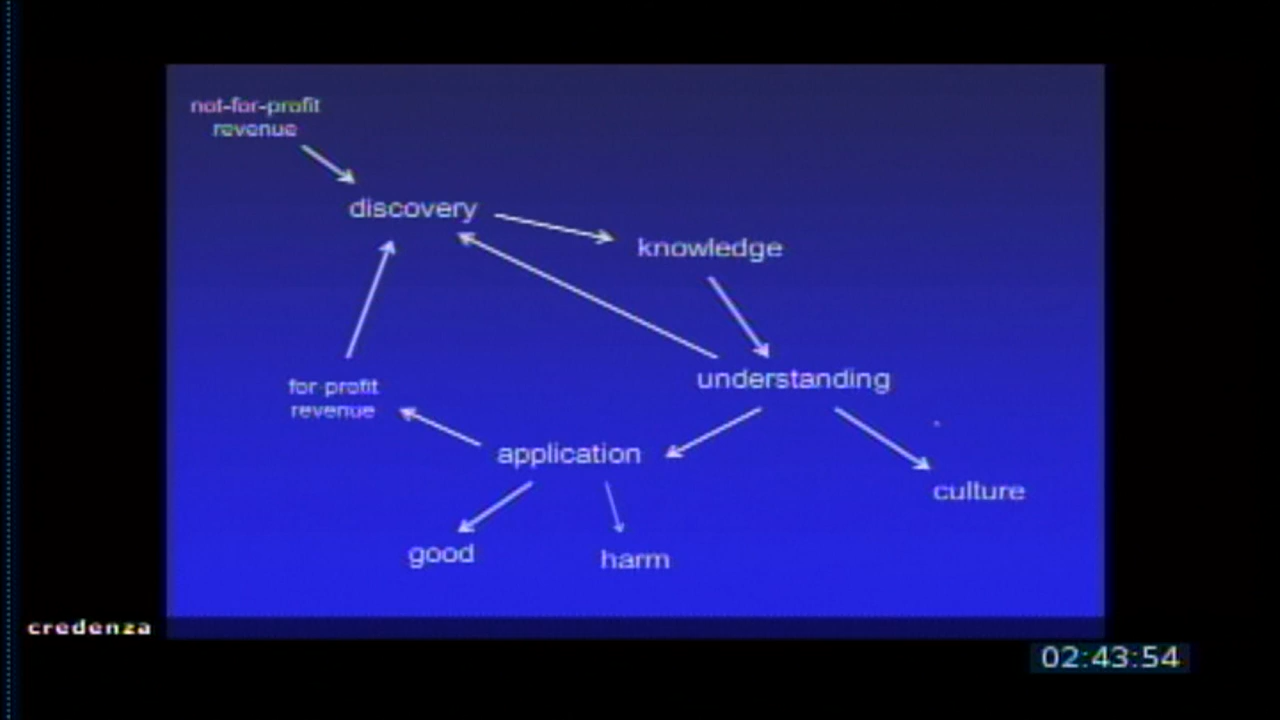 not-for-profit
revenue
discovery
knowledge
understanding
for-profit
revenue
application
culture
good
harm
credenza
02:43:54